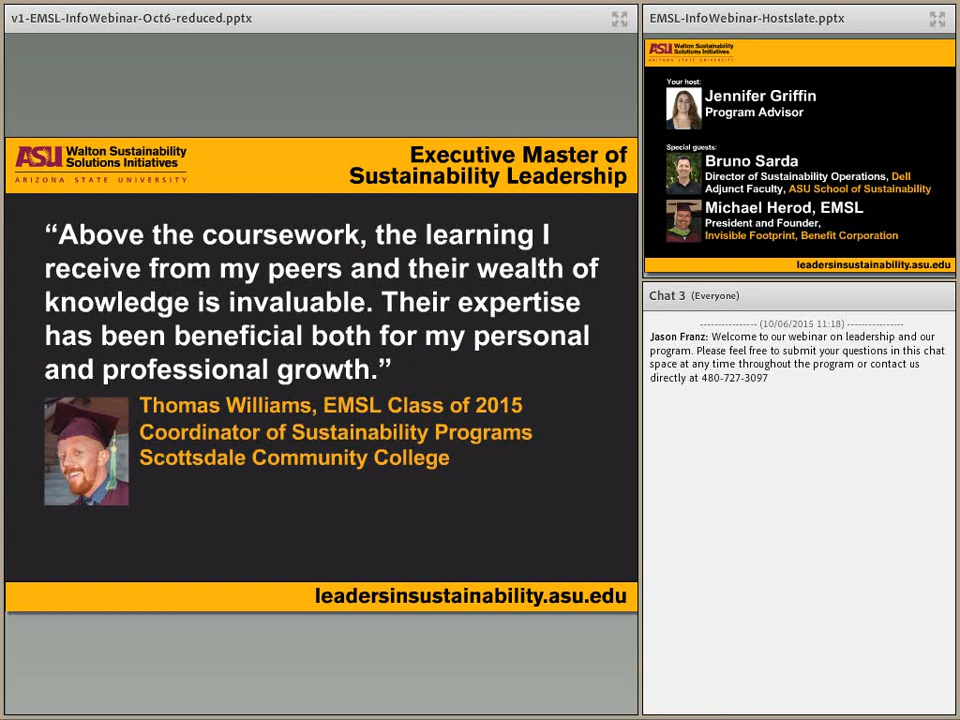 v1-EMSL-InfoWebinar-Oct6-reduced.pptx
ASU Walton Sustainability
Solutions Initiatives
ARIZONA STATE UNIVERSITY
Executive Master of
Sustainability Leadership
“Above the coursework, the learning I
receive from my peers and their wealth of
knowledge is invaluable. Their expertise
has been beneficial both for my personal
and professional growth.”
Thomas Williams, EMSL Class of 2015
Coordinator of Sustainability Programs
Scottsdale Community College
leadersinsustainability.asu.edu
EMSL-InfoWebinar-Hostslate.pptx
ASU Walton Sustainability
Solutions Initiatives
ARIZONA STATE UNIVERSITY
Your host:
Jennifer Griffin
Program Advisor
Special guests:
Bruno Sarda
Director of Sustainability Operations, Dell
Adjunct Faculty, ASU School of Sustainability
Michael Herod, EMSL
President and Founder,
Invisible Footprint, Benefit Corporation
leadersinsustainability.asu.edu
Chat 3 (Everyone)
---------------- (10/06/2015 11:18) ----------------
Jason Franz: Welcome to our webinar on leadership and our
program. Please feel free to submit your questions in this chat
space at any time throughout the program or contact us
directly at 480-727-3097